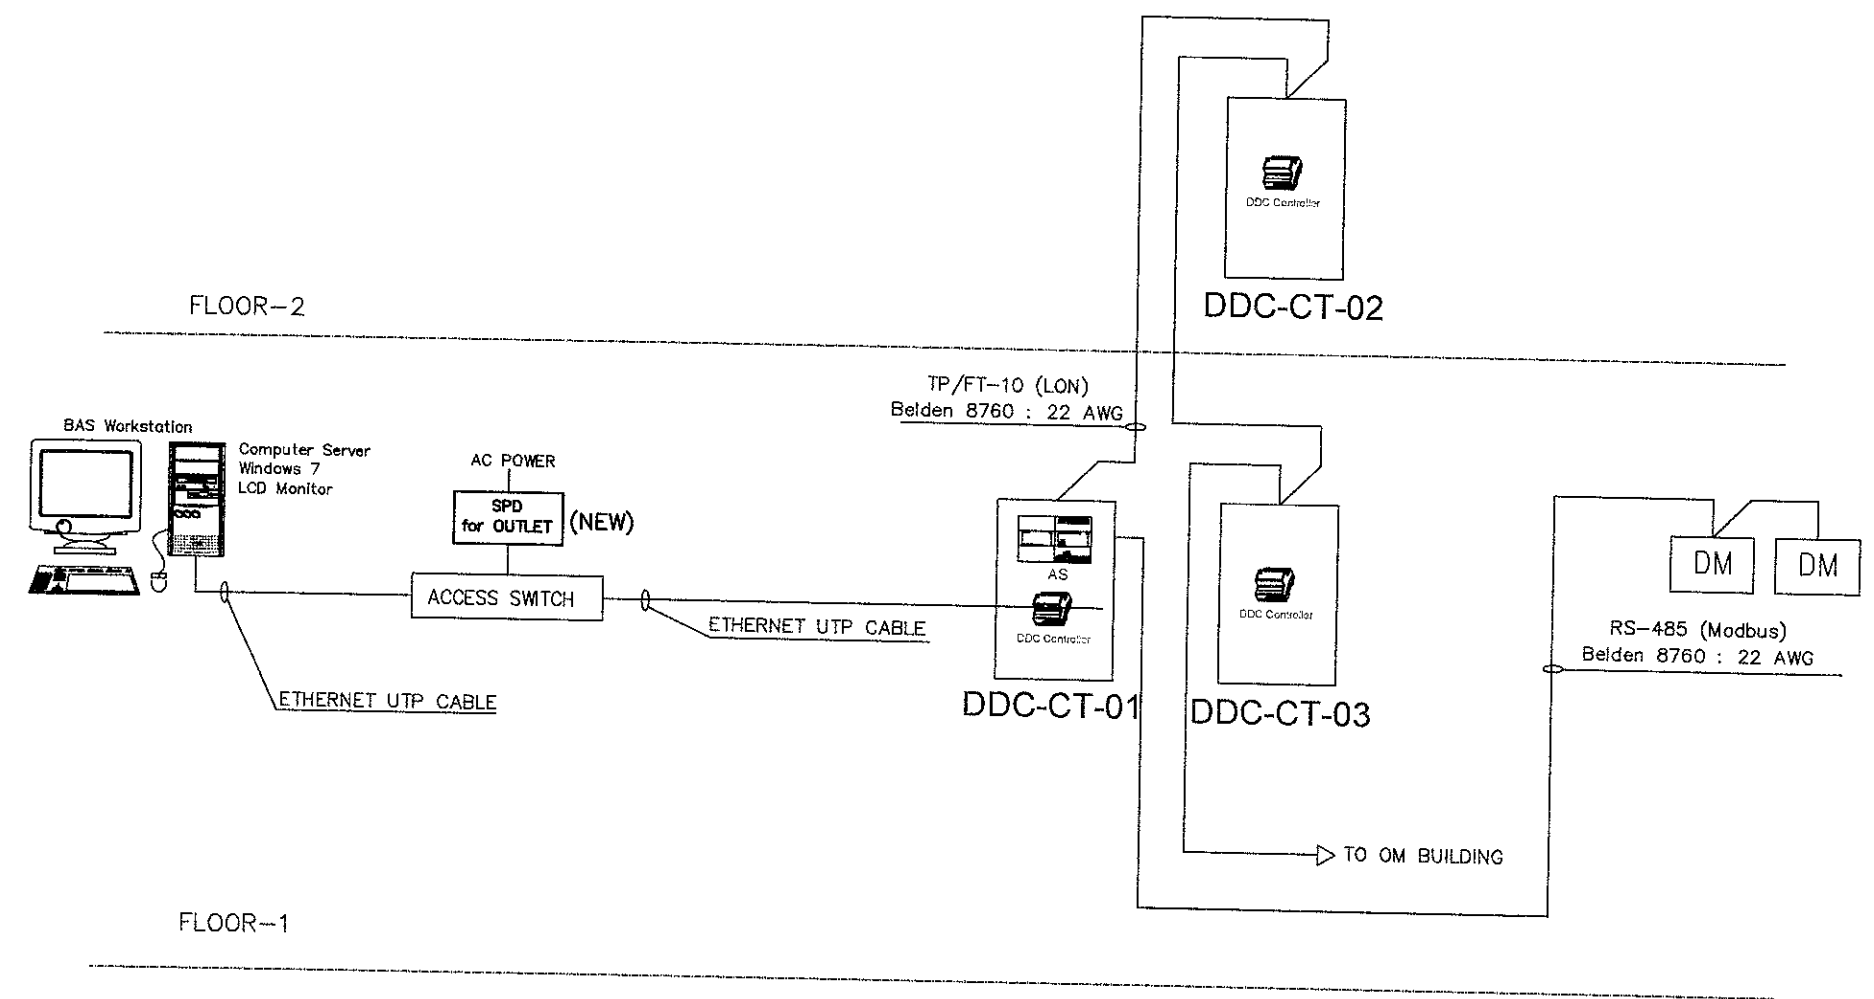 DDC Controller
DDC-CT-02
FLOOR-2
TP/FT-10 (LON)
Belden 8760 : 22 AWG
BAS Workstation
Computer Server
Windows 7
LCD Monitor
AC POWER
SPD
for OUTLET
(NEW)
ACCESS SWITCH
ETHERNET UTP CABLE
ETHERNET UTP CABLE
AS
DDC Controller
DDC-CT-01
DDC Controller
DDC-CT-03
DM
DM
RS-485 (Modbus)
Belden 8760 : 22 AWG
TO OM BUILDING
FLOOR-1